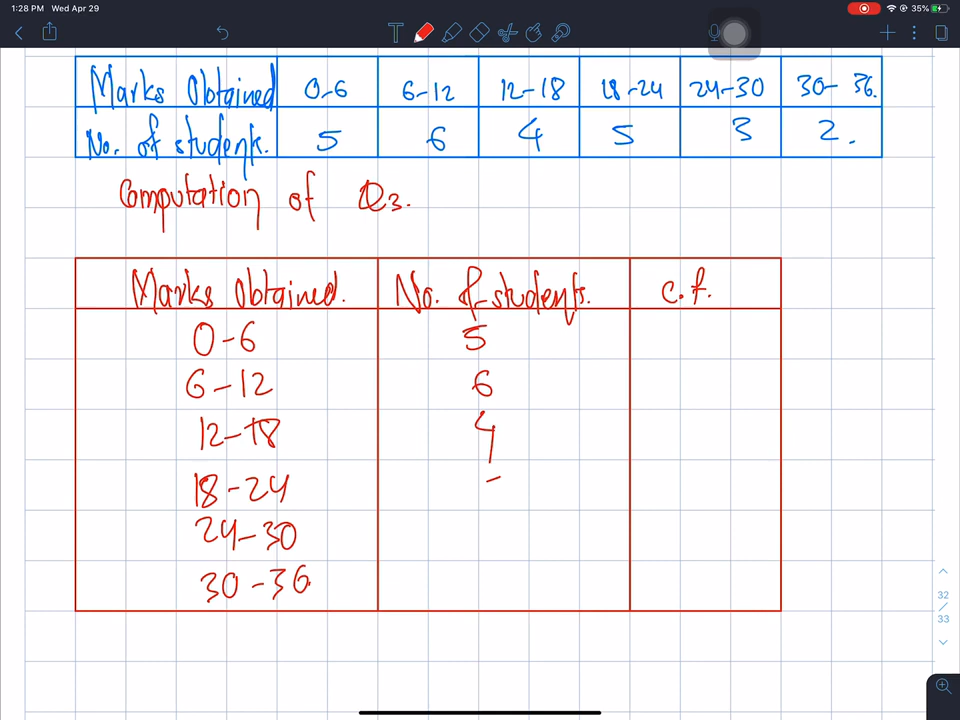 1:28 PM Wed Apr 29
35%
Marks Obtained 0-6 6-12 12-18 18-24 24-30 30-36.
No. of students. 5 6 4 5 3 2.
Computation of Q3.
Marks Obtained. No. of students. c.f.
0-6 5
6-12 6
12-18 4
18-24
24-30
30-36
32
/
33